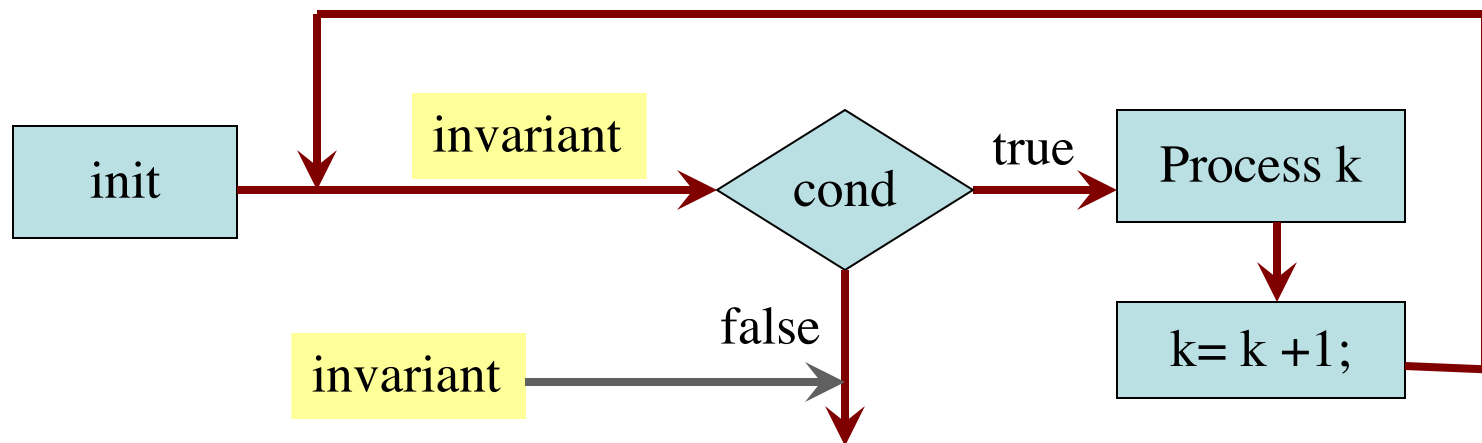 init
invariant
cond
true
Process k
k= k +1;
false
invariant